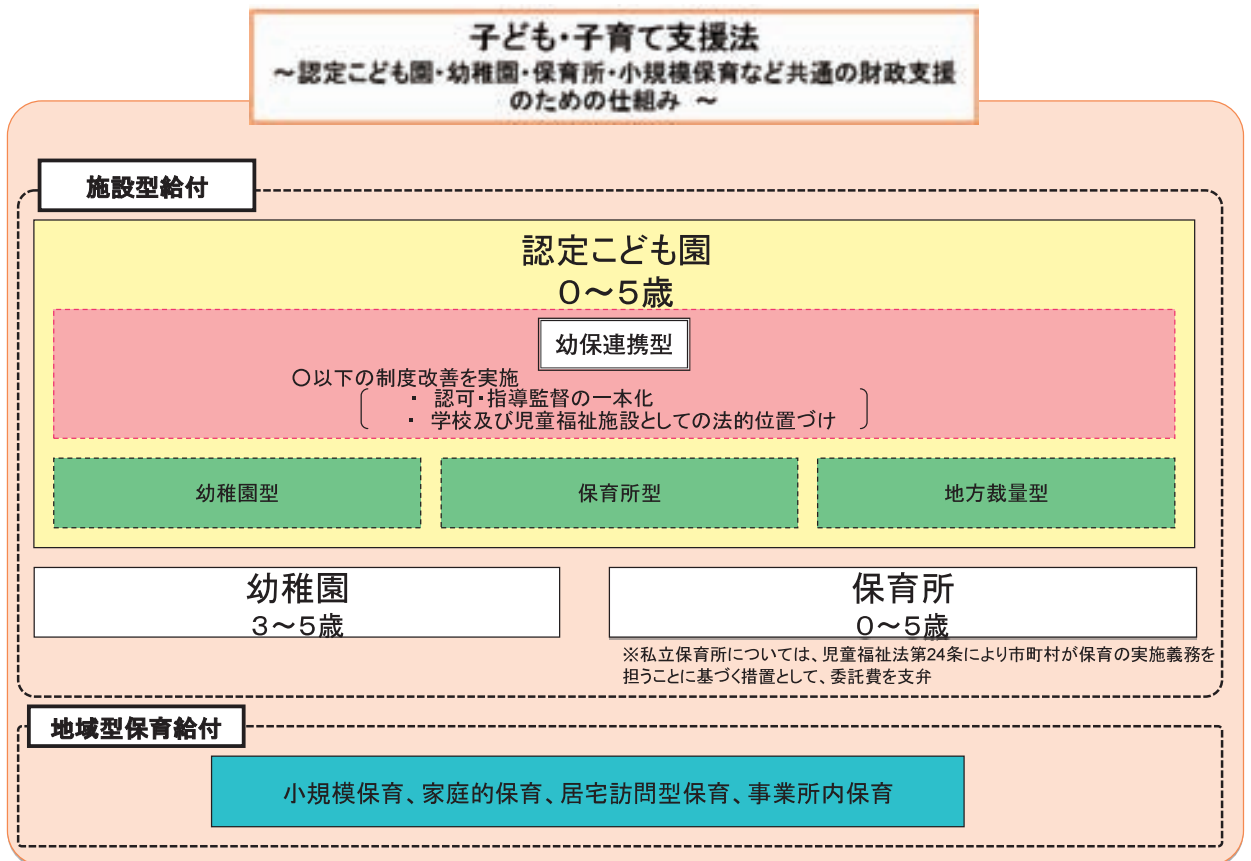 子ども・子育て支援法
～認定こども園・幼稚園・保育所・小規模保育など共通の財政支援
のための仕組み ～
施設型給付
認定こども園
０～５歳
幼保連携型
○以下の制度改善を実施
・ 認可・指導監督の一本化
・ 学校及び児童福祉施設としての法的位置づけ
幼稚園型
保育所型
地方裁量型
幼稚園
３～５歳
保育所
０～５歳
※私立保育所については、児童福祉法第24条により市町村が保育の実施義務を
担うことに基づく措置として、委託費を支弁
地域型保育給付
小規模保育、家庭的保育、居宅訪問型保育、事業所内保育